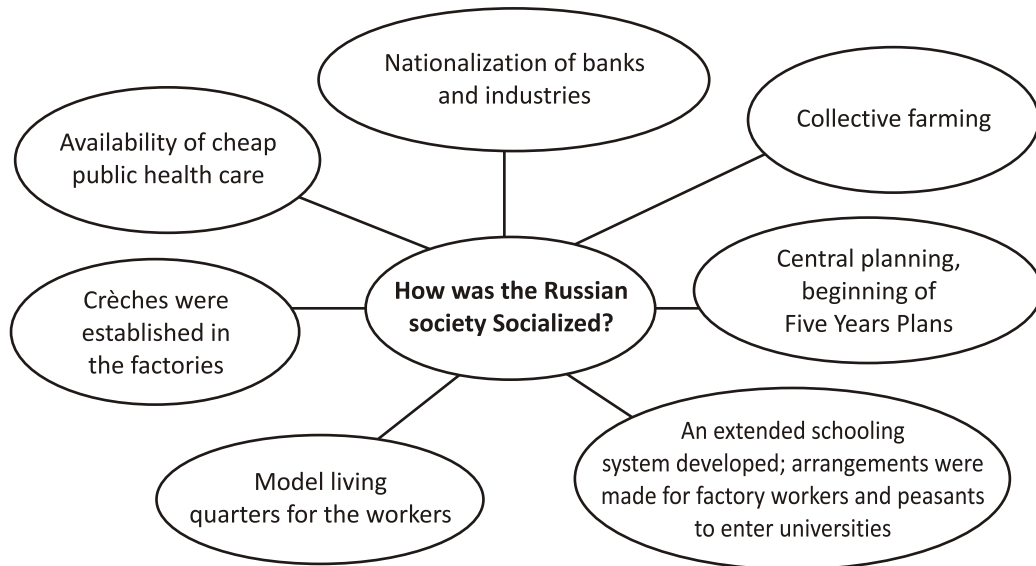 Nationalization of banks
and industries
Collective farming
Availability of cheap
public health care
Central planning,
beginning of
Five Years Plans
How was the Russian
society Socialized?
Crèches were
established in
the factories
An extended schooling
system developed; arrangements were
made for factory workers and peasants
to enter universities
Model living
quarters for the workers